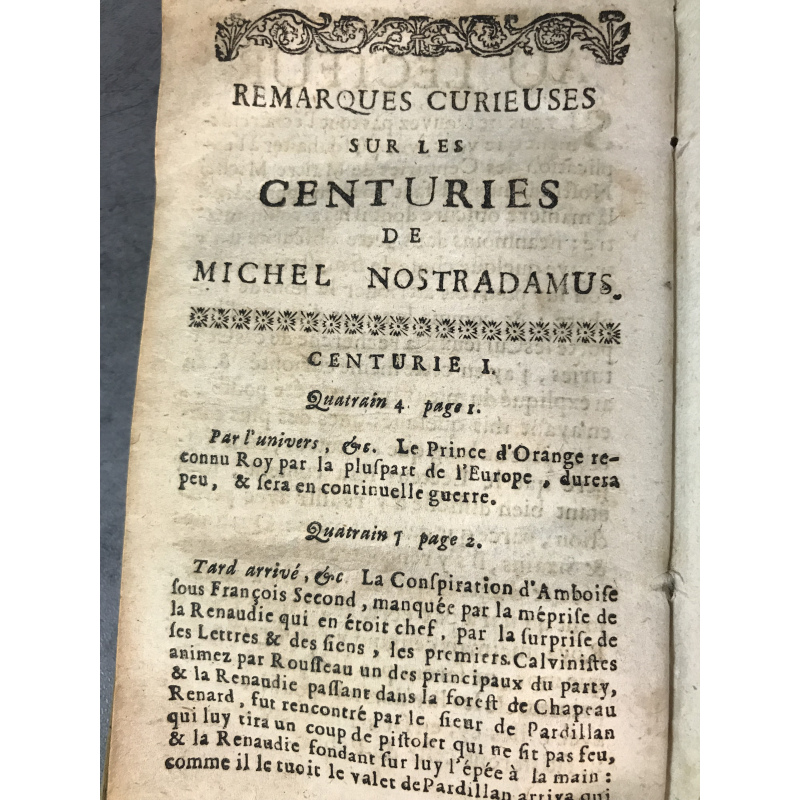 REMARQUES CURIEUSES
SUR LES
CENTURIES
DE
MICHEL NOSTRADAMUS.
CENTURIE I.
Quatrain 4 page 1.
Par l'univers, &c. Le Prince d'Orange re-
connu Roy par la pluſpart de l'Europe, durera
peu, & ſera en continuelle guerre.
Quatrain 7 page 2.
Tard arrivé, &c. La Conſpiration d'Amboiſe
ſous François Second, manquée par la mépriſe de
la Renaudie qui en étoit chef, par la ſurpriſe de
ſes Lettres & des ſiens, les premiers Calviniſtes
animez par Rouſſeau un des principaux du party,
& la Renaudie paſſant dans la foreſt de Chapeau
Renard, fut rencontré par le ſieur de Pardillan
qui luy tira un coup de piſtolet qui ne fit pas feu,
& la Renaudie fondant ſur luy l'épée à la main:
comme il le tuoit le valet de Pardillan arriva qui